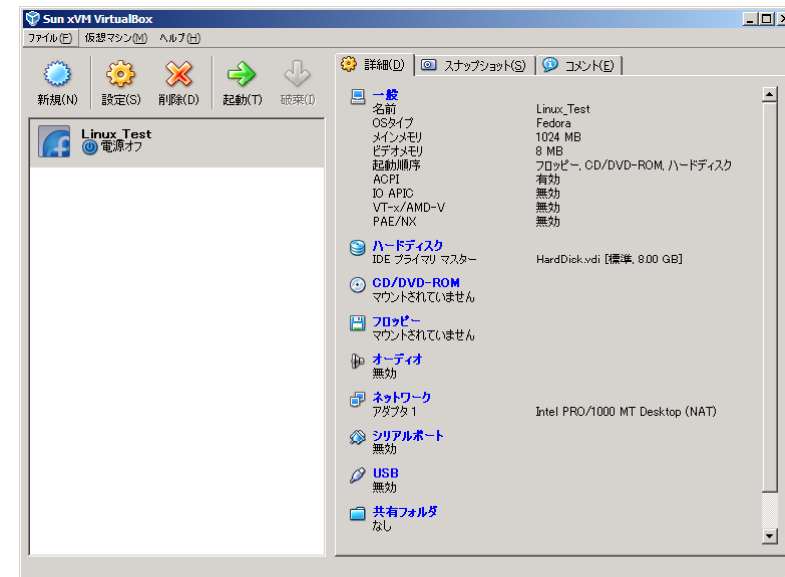 Sun xVM VirtualBox
ファイル(F) 仮想マシン(M) ヘルプ(H)
新規(N) 設定(S) 削除(D) 起動(T) 破棄(I)
Linux_Test
電源オフ
詳細(D) スナップショット(S) コメント(E)
一般
名前 Linux_Test
OSタイプ Fedora
メインメモリ 1024 MB
ビデオメモリ 8 MB
起動順序 フロッピー, CD/DVD-ROM, ハードディスク
ACPI 有効
IO APIC 無効
VT-x/AMD-V 無効
PAE/NX 無効
ハードディスク
IDE プライマリ マスター HardDisk.vdi [標準, 8.00 GB]
CD/DVD-ROM
マウントされていません
フロッピー
マウントされていません
オーディオ
無効
ネットワーク
アダプタ 1 Intel PRO/1000 MT Desktop (NAT)
シリアルポート
無効
USB
無効
共有フォルダ
なし